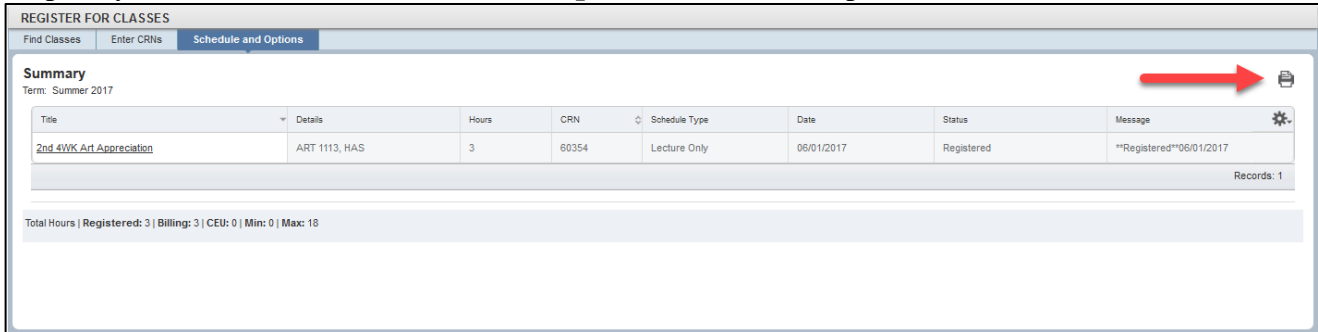 REGISTER FOR CLASSES
Find Classes Enter CRNs Schedule and Options
Summary
Term: Summer 2017
Title Details Hours CRN Schedule Type Date Status Message
2nd 4WK Art Appreciation ART 1113, HAS 3 60354 Lecture Only 06/01/2017 Registered **Registered**06/01/2017
Records: 1
Total Hours | Registered: 3 | Billing: 3 | CEU: 0 | Min: 0 | Max: 18